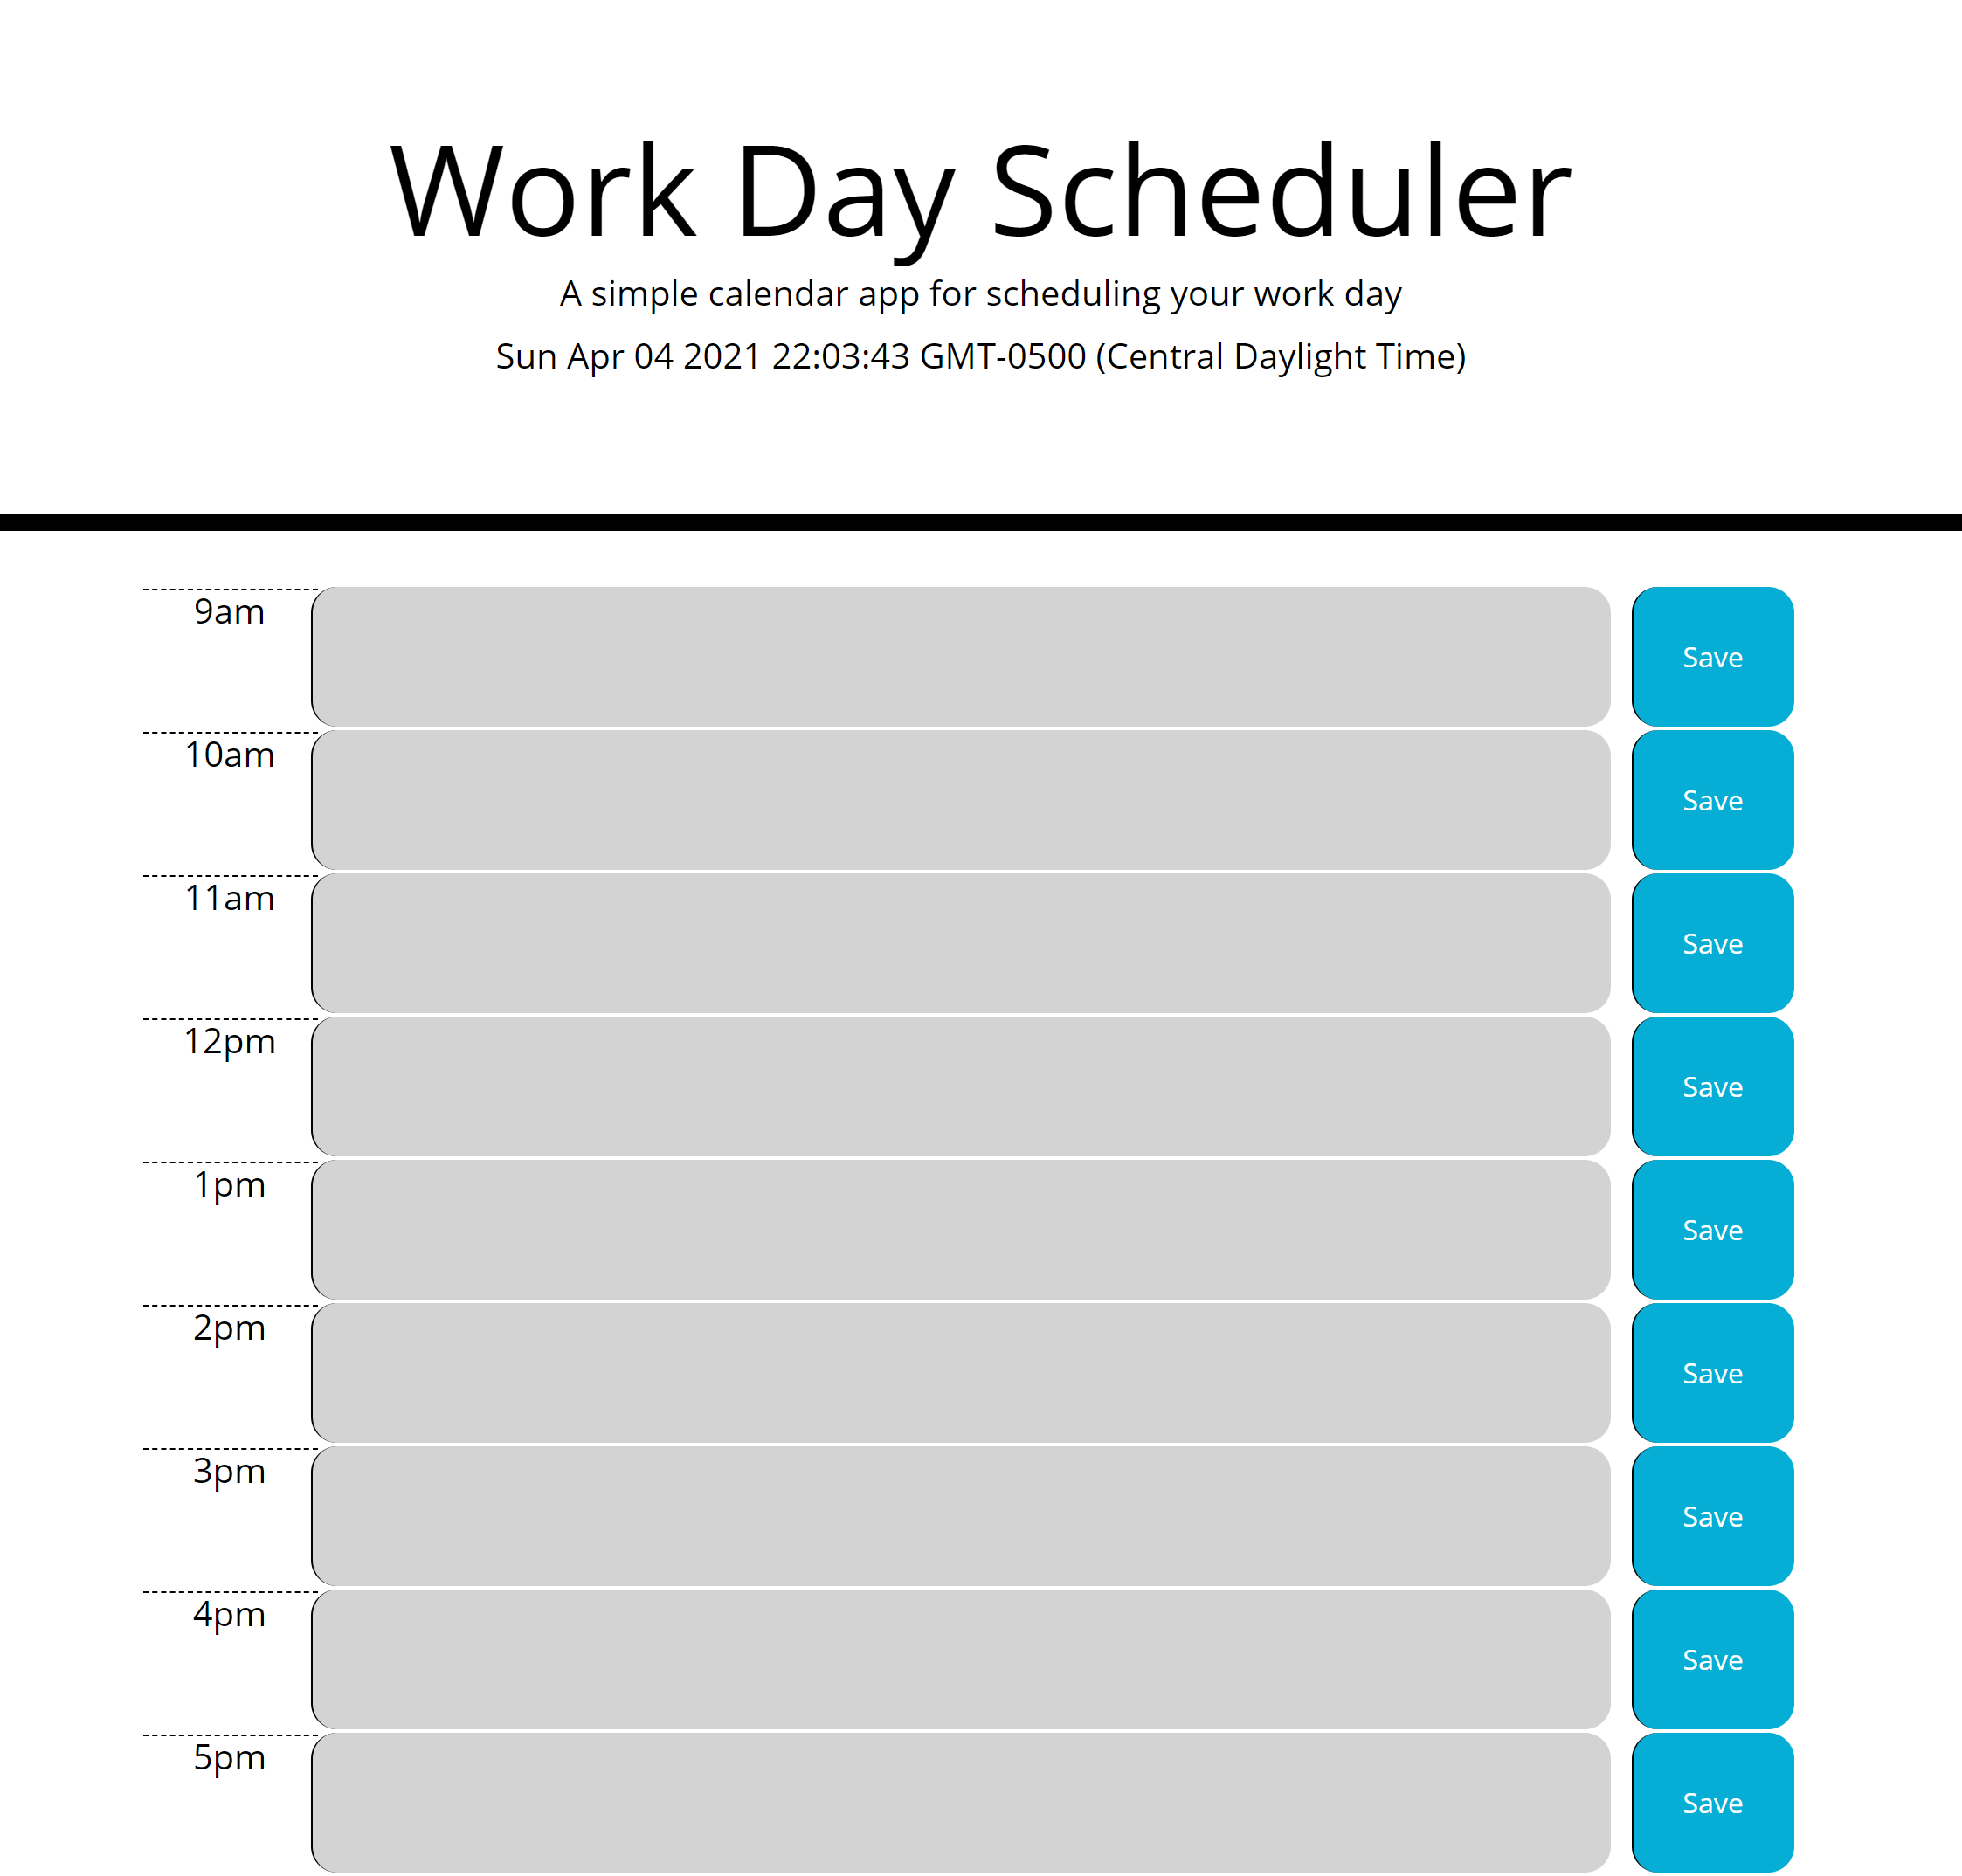 Work Day Scheduler
A simple calendar app for scheduling your work day
Sun Apr 04 2021 22:03:43 GMT-0500 (Central Daylight Time)
9am
Save
10am
Save
11am
Save
12pm
Save
1pm
Save
2pm
Save
3pm
Save
4pm
Save
5pm
Save